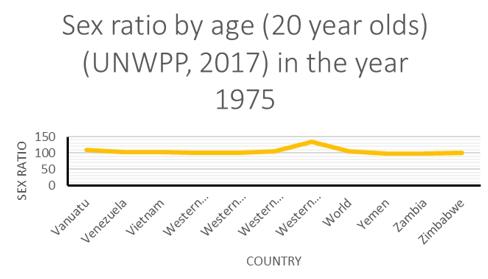 Sex ratio by age (20 year olds)
(UNWPP, 2017) in the year
1975
SEX RATIO
150
100
50
0
Vanuatu
Venezuela
Vietnam
Western...
Western...
Western...
Western...
World
Yemen
Zambia
Zimbabwe
COUNTRY